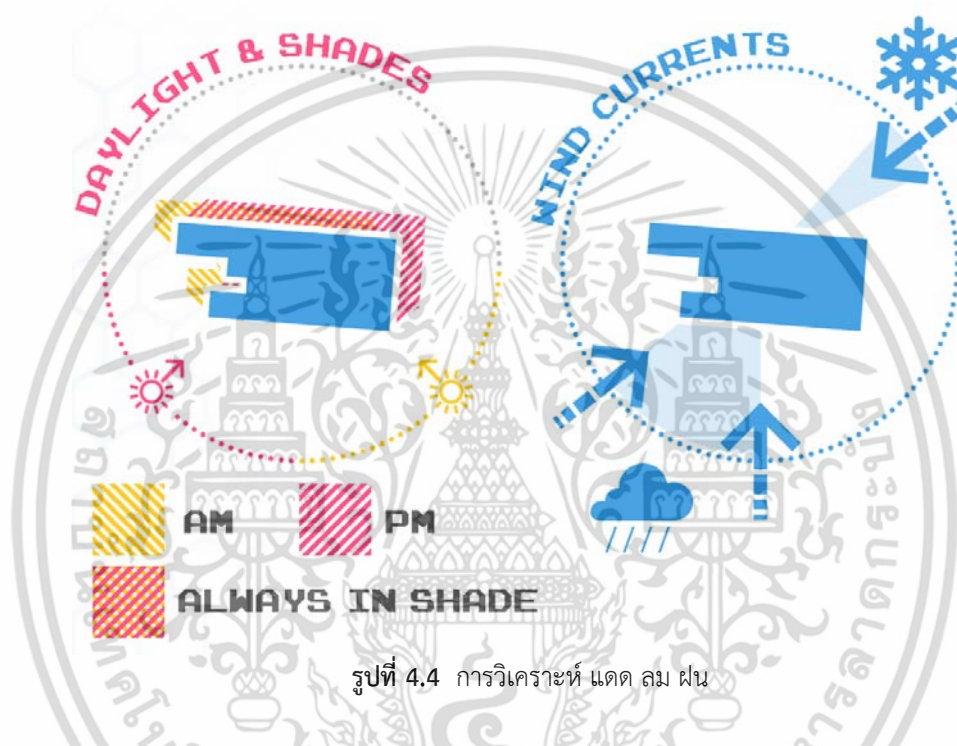 DAYLIGHT & SHADES
WIND CURRENTS
AM
PM
ALWAYS IN SHADE
รูปที่ 4.4 การวิเคราะห์ แดด ลม ฝน